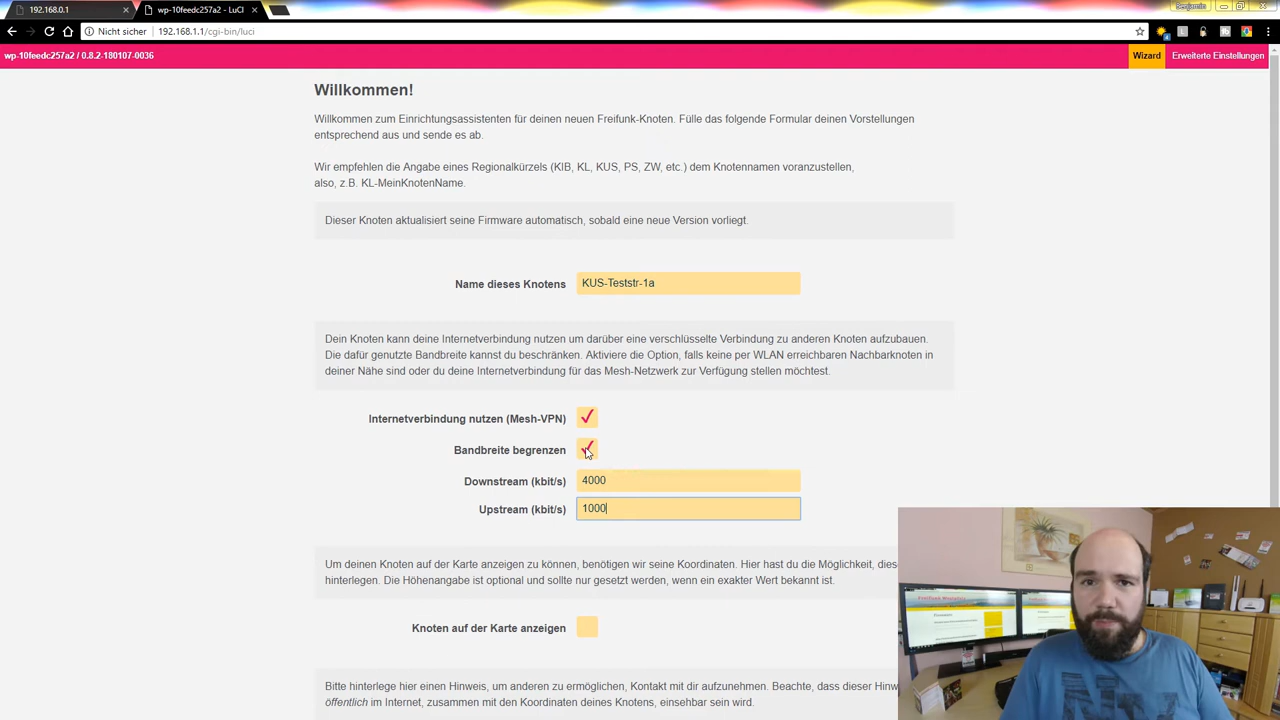 192.168.0.1
wp-10feedc257a2 - LuCI
Benjamin
Nicht sicher
192.168.1.1/cgi-bin/luci
wp-10feedc257a2 / 0.8.2-180107-0036
Wizard
Erweiterte Einstellungen
Willkommen!
Willkommen zum Einrichtungsassistenten für deinen neuen Freifunk-Knoten. Fülle das folgende Formular deinen Vorstellungen
entsprechend aus und sende es ab.
Wir empfehlen die Angabe eines Regionalkürzels (KIB, KL, KUS, PS, ZW, etc.) dem Knotennamen voranzustellen,
also, z.B. KL-MeinKnotenName.
Dieser Knoten aktualisiert seine Firmware automatisch, sobald eine neue Version vorliegt.
Name dieses Knotens
KUS-Teststr-1a
Dein Knoten kann deine Internetverbindung nutzen um darüber eine verschlüsselte Verbindung zu anderen Knoten aufzubauen.
Die dafür genutzte Bandbreite kannst du beschränken. Aktiviere die Option, falls keine per WLAN erreichbaren Nachbarknoten in
deiner Nähe sind oder du deine Internetverbindung für das Mesh-Netzwerk zur Verfügung stellen möchtest.
Internetverbindung nutzen (Mesh-VPN)
Bandbreite begrenzen
Downstream (kbit/s)
4000
Upstream (kbit/s)
1000
Um deinen Knoten auf der Karte anzeigen zu können, benötigen wir seine Koordinaten. Hier hast du die Möglichkeit, diese
hinterlegen. Die Höhenangabe ist optional und sollte nur gesetzt werden, wenn ein exakter Wert bekannt ist.
Knoten auf der Karte anzeigen
Bitte hinterlege hier einen Hinweis, um anderen zu ermöglichen, Kontakt mit dir aufzunehmen. Beachte, dass dieser Hinw
öffentlich im Internet, zusammen mit den Koordinaten deines Knotens, einsehbar sein wird.